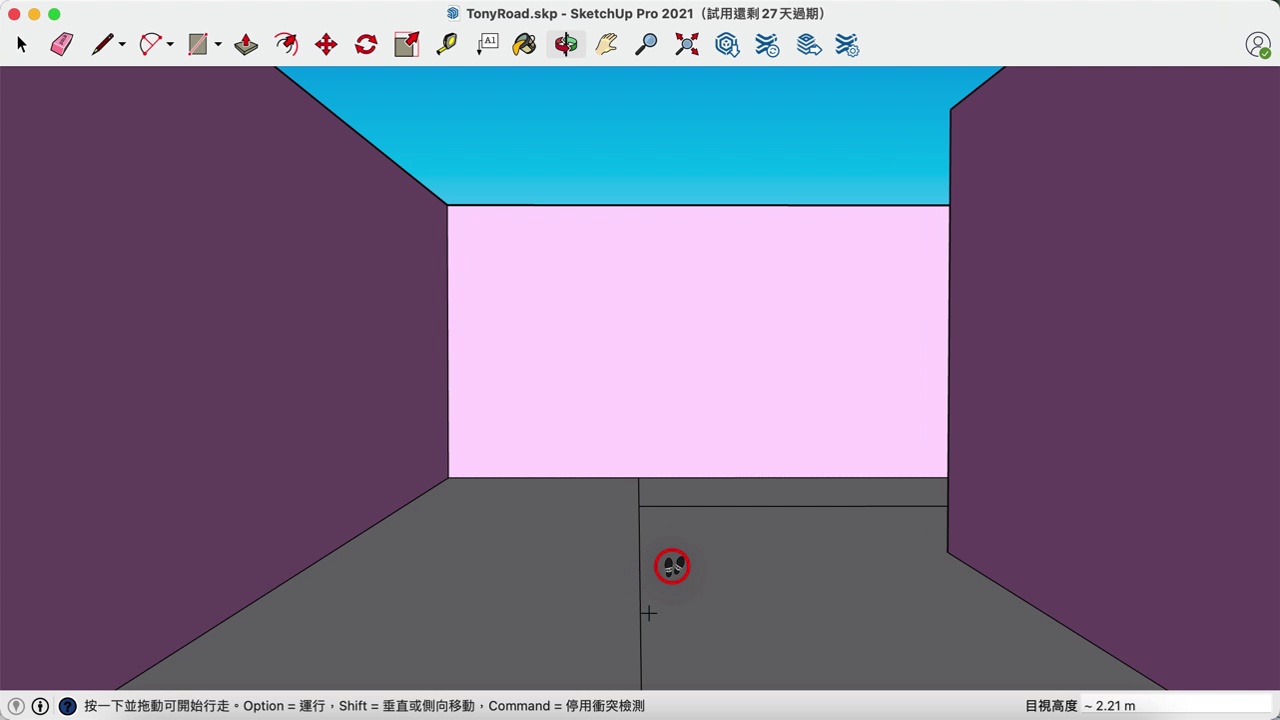 TonyRoad.skp - SketchUp Pro 2021（試用還剩 27 天過期）
A1
按一下並拖動可開始行走。Option = 運行，Shift = 垂直或側向移動，Command = 停用衝突檢測
目視高度 ~ 2.21 m